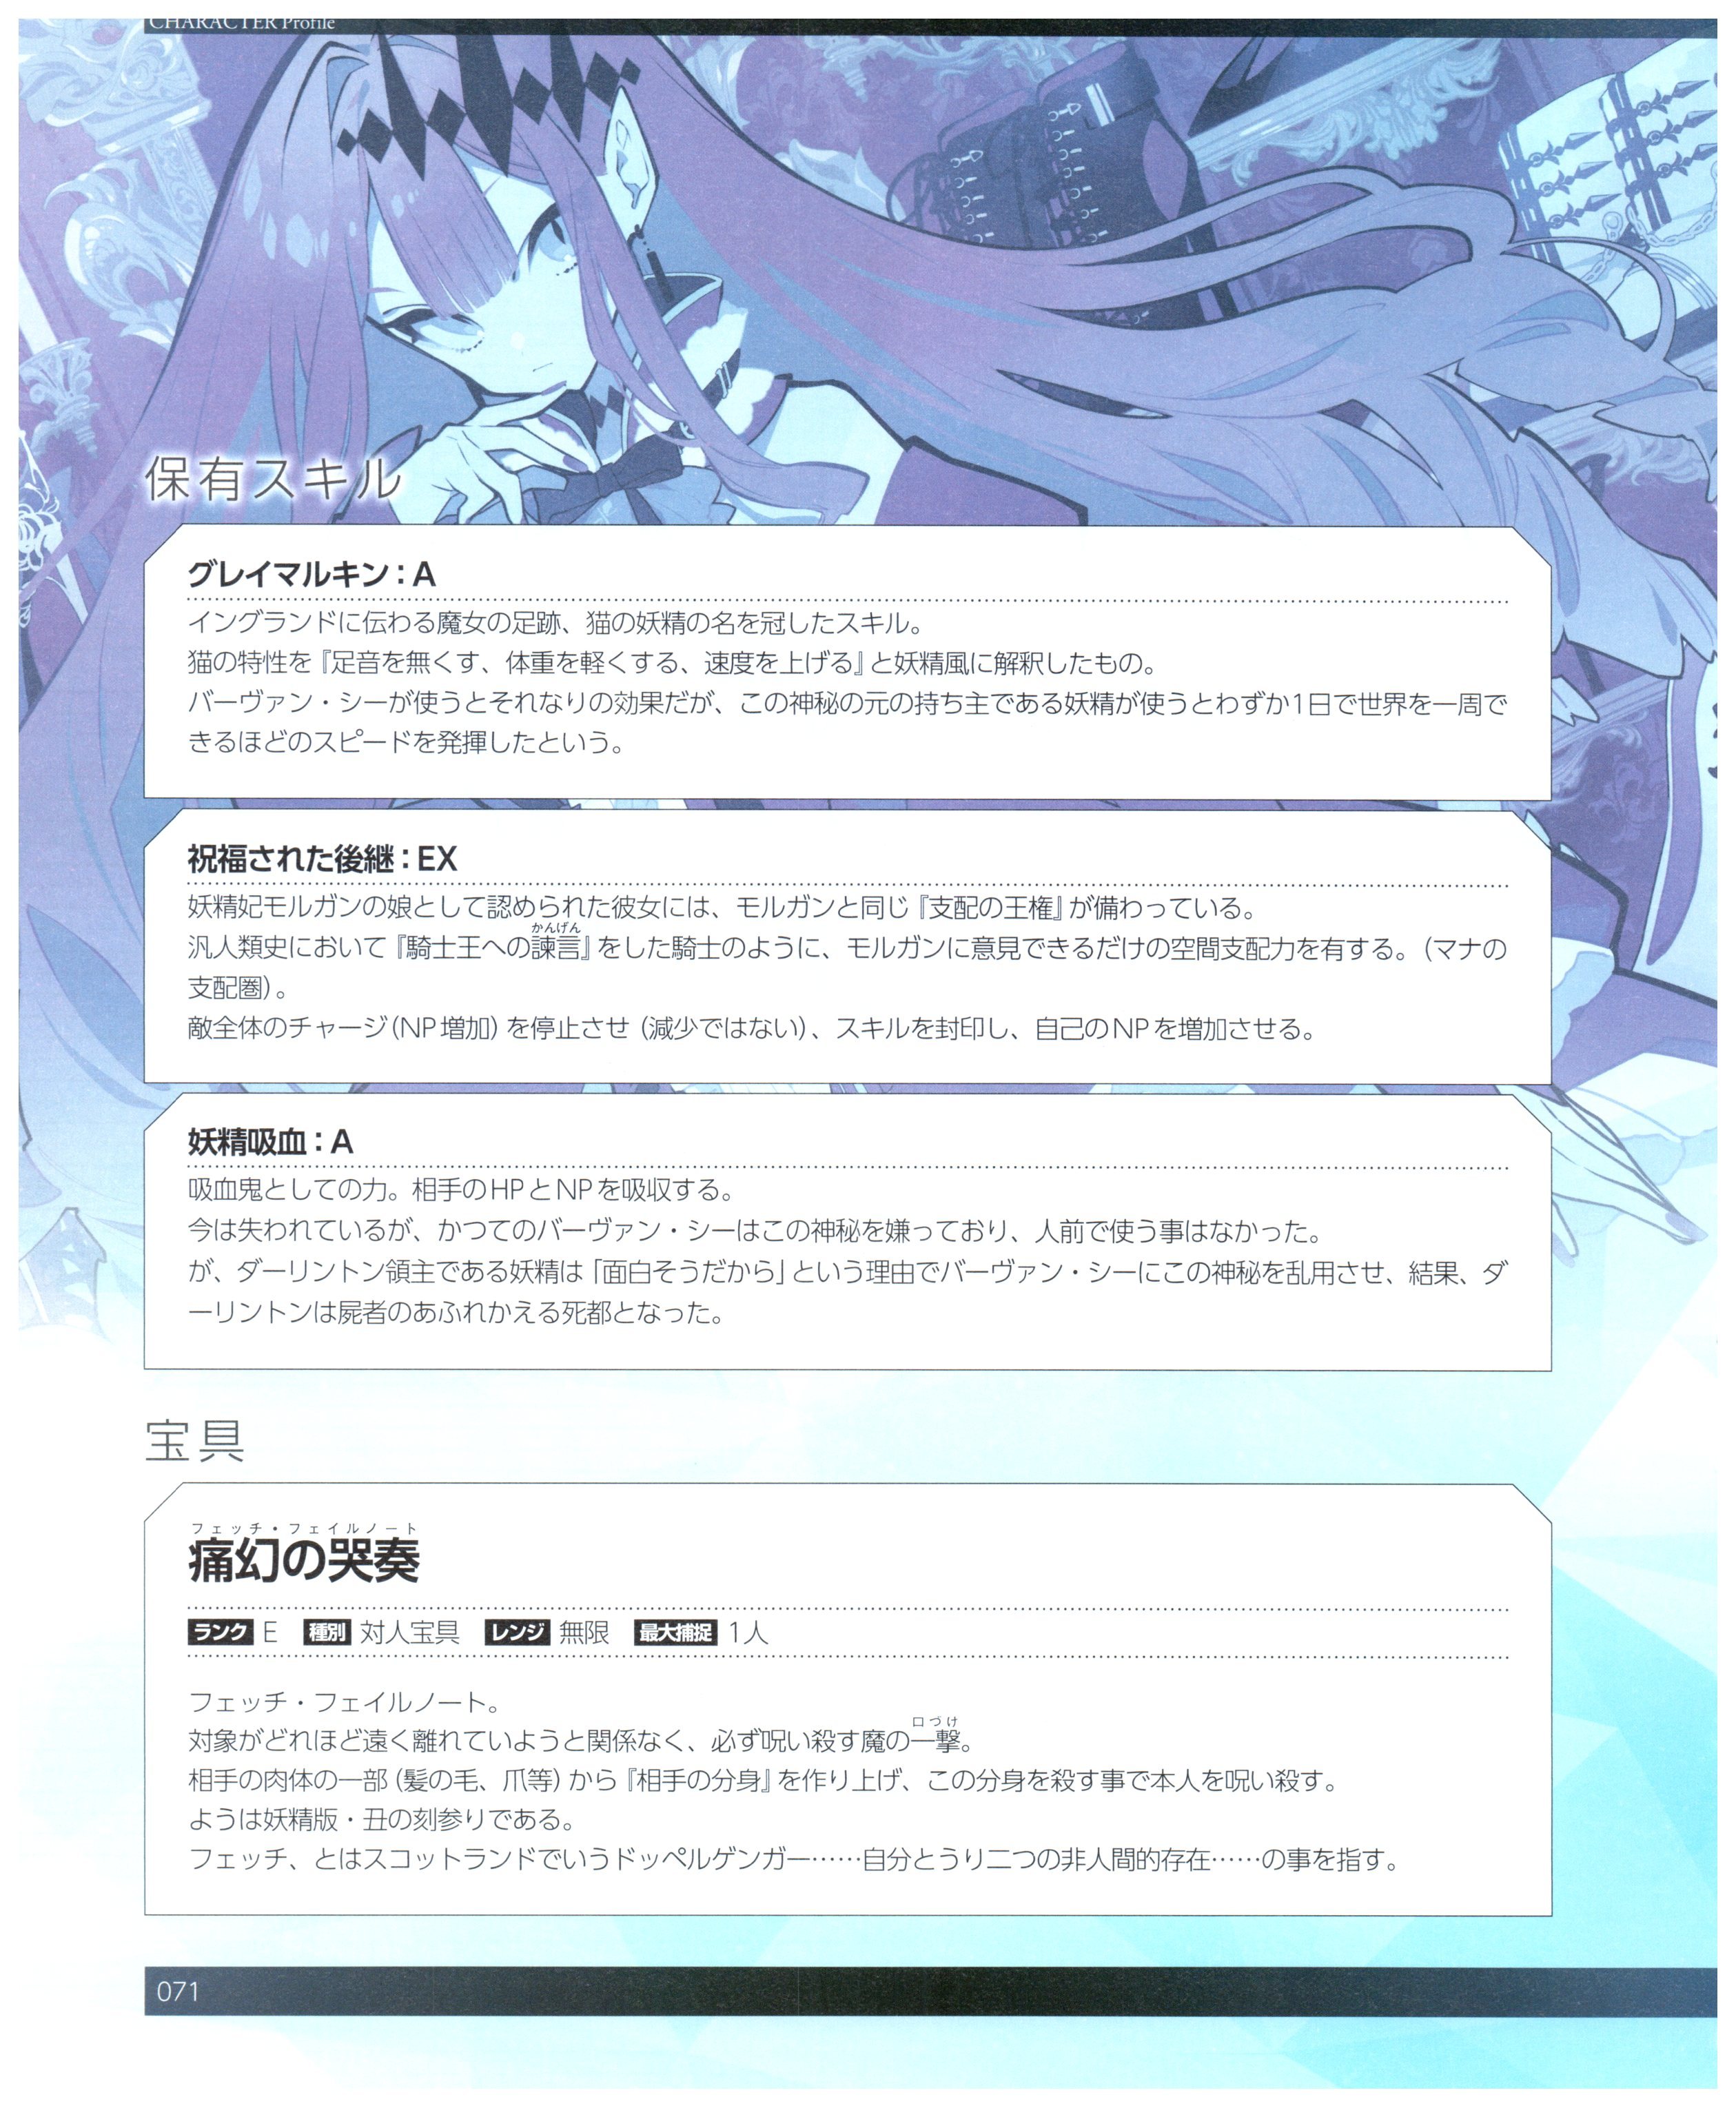 CHARACTER Profile
保有スキル
グレイマルキン：A
イングランドに伝わる魔女の足跡、猫の妖精の名を冠したスキル。
猫の特性を『足音を無くす、体重を軽くする、速度を上げる』と妖精風に解釈したもの。
バーヴァン・シーが使うとそれなりの効果だが、この神秘の元の持ち主である妖精が使うとわずか1日で世界を一周で
きるほどのスピードを発揮したという。
祝福された後継：EX
妖精妃モルガンの娘として認められた彼女には、モルガンと同じ『支配の王権』が備わっている。
かんげん
汎人類史において『騎士王への諫言』をした騎士のように、モルガンに意見できるだけの空間支配力を有する。（マナの
支配圏）。
敵全体のチャージ（NP増加）を停止させ（減少ではない）、スキルを封印し、自己のNPを増加させる。
妖精吸血：A
吸血鬼としての力。相手のHPとNPを吸収する。
今は失われているが、かつてのバーヴァン・シーはこの神秘を嫌っており、人前で使う事はなかった。
が、ダーリントン領主である妖精は「面白そうだから」という理由でバーヴァン・シーにこの神秘を乱用させ、結果、ダ
ーリントンは屍者のあふれかえる死都となった。
宝具
フェッチ・フェイルノート
痛幻の哭奏
ランク E 種別 対人宝具 レンジ 無限 最大捕捉 1人
フェッチ・フェイルノート。
口づけ
対象がどれほど遠く離れていようと関係なく、必ず呪い殺す魔の一撃。
相手の肉体の一部（髪の毛、爪等）から『相手の分身』を作り上げ、この分身を殺す事で本人を呪い殺す。
ようは妖精版・丑の刻参りである。
フェッチ、とはスコットランドでいうドッペルゲンガー……自分とうり二つの非人間的存在……の事を指す。
071